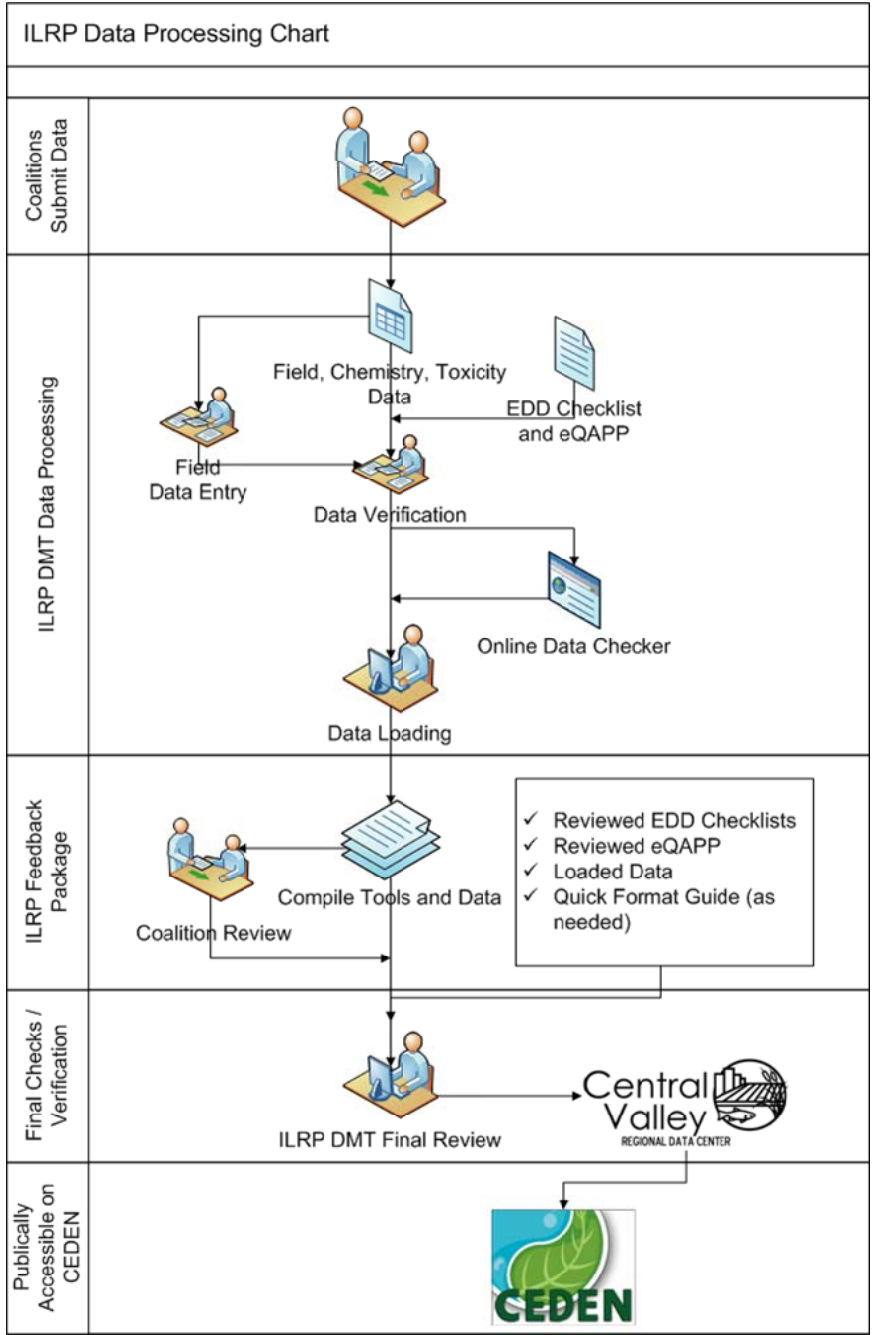 ILRP Data Processing Chart
Coalitions
Submit Data
ILRP DMT Data Processing
Field, Chemistry, Toxicity
Data
EDD Checklist
and eQAPP
Field
Data Entry
Data Verification
Online Data Checker
Data Loading
ILRP Feedback
Package
Compile Tools and Data
Coalition Review
✓ Reviewed EDD Checklists
✓ Reviewed eQAPP
✓ Loaded Data
✓ Quick Format Guide (as
needed)
Final Checks /
Verification
ILRP DMT Final Review
Central
Valley
REGIONAL DATA CENTER
Publically
Accessible on
CEDEN
CEDEN